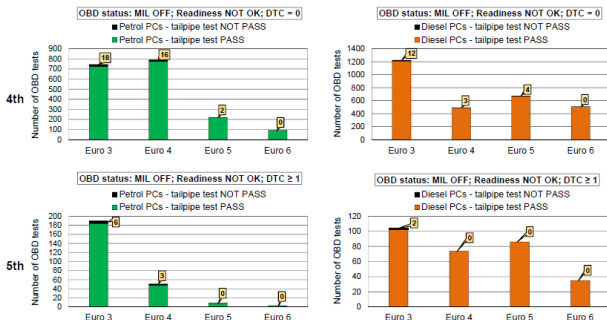 OBD status: MIL OFF; Readiness NOT OK; DTC = 0
Petrol PCs - tailpipe test NOT PASS
Petrol PCs - tailpipe test PASS
4th
Number of OBD tests
900
800
700
600
500
400
300
200
100
0
18
16
2
0
Euro 3 Euro 4 Euro 5 Euro 6
OBD status: MIL OFF; Readiness NOT OK; DTC = 0
Diesel PCs - tailpipe test NOT PASS
Diesel PCs - tailpipe test PASS
Number of OBD tests
1400
1200
1000
800
600
400
200
0
12
3
4
0
Euro 3 Euro 4 Euro 5 Euro 6
OBD status: MIL OFF; Readiness NOT OK; DTC ≥ 1
Petrol PCs - tailpipe test NOT PASS
Petrol PCs - tailpipe test PASS
5th
Number of OBD tests
200
180
160
140
120
100
80
60
40
20
0
6
3
0
0
Euro 3 Euro 4 Euro 5 Euro 6
OBD status: MIL OFF; Readiness NOT OK; DTC ≥ 1
Diesel PCs - tailpipe test NOT PASS
Diesel PCs - tailpipe test PASS
Number of OBD tests
120
100
80
60
40
20
0
2
0
0
0
Euro 3 Euro 4 Euro 5 Euro 6